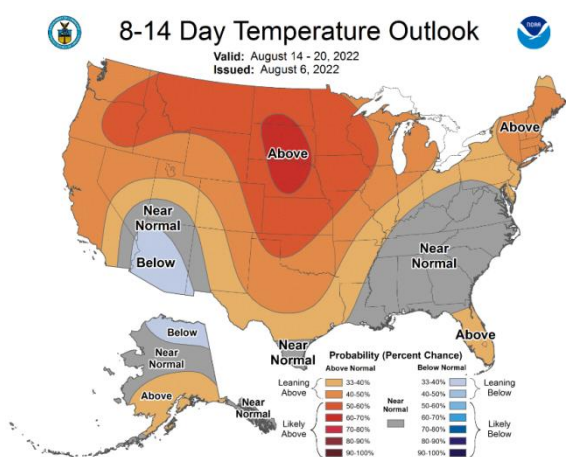 8-14 Day Temperature Outlook
Valid: August 14 - 20, 2022
Issued: August 6, 2022
NOAA
Above
Above
Near
Normal
Below
Near
Normal
Near
Normal
Above
Below
Near
Normal
Above
Near
Normal
Probability (Percent Chance)
Above Normal
Below Normal
Leaning
Above
Likely
Above
33-40%
40-50%
50-60%
60-70%
70-80%
80-90%
90-100%
Near
Normal
33-40%
40-50%
50-60%
60-70%
70-80%
80-90%
90-100%
Leaning
Below
Likely
Below